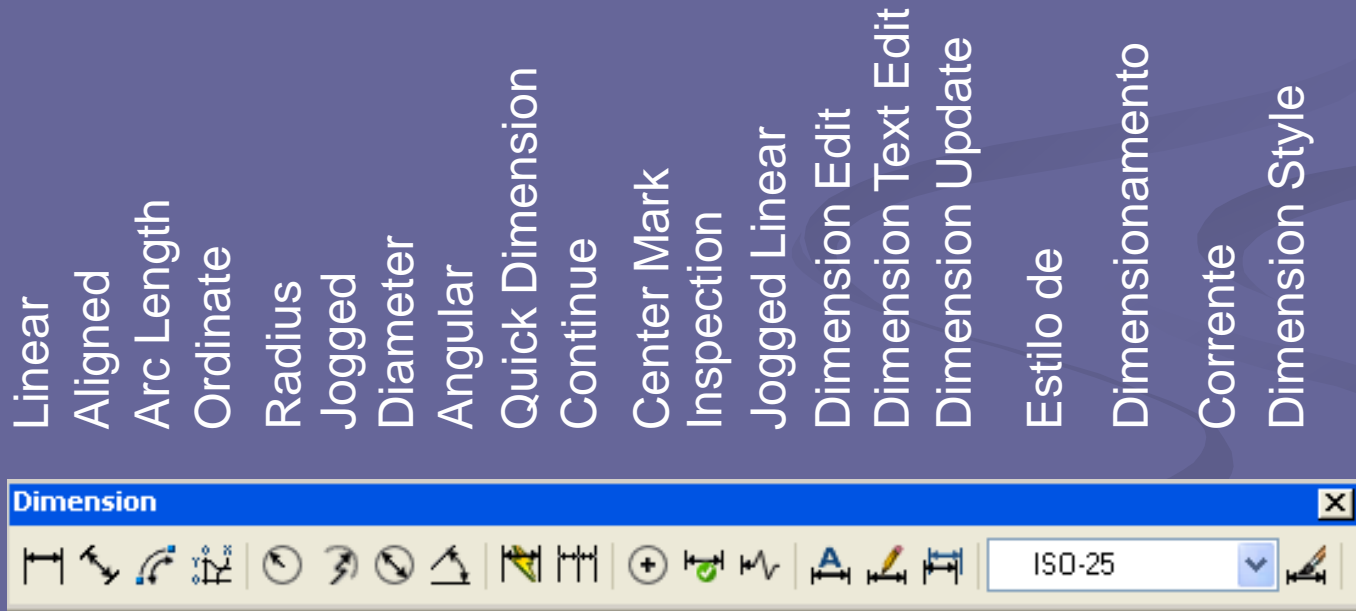 Linear
Aligned
Arc Length
Ordinate
Radius
Jogged
Diameter
Angular
Quick Dimension
Continue
Center Mark
Inspection
Jogged Linear
Dimension Edit
Dimension Text Edit
Dimension Update
Estilo de
Dimensionamento
Corrente
Dimension Style
Dimension
ISO-25